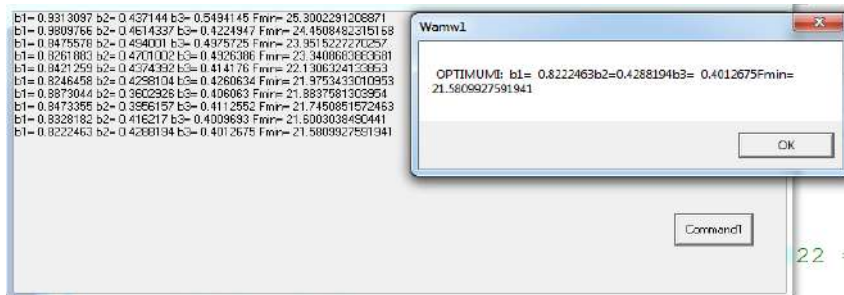 b1= 0.9313097 b2= 0.437144 b3= 0.5494145 Fmin= 25.3002291208871
b1= 0.9809766 b2= 0.4614337 b3= 0.4224947 Fmin= 24.4508482315168
b1= 0.8475578 b2= 0.494001 b3= 0.4975725 Fmin= 23.9515227270257
b1= 0.8261883 b2= 0.4701002 b3= 0.4926386 Fmin= 23.3408683883681
b1= 0.8421259 b2= 0.4374392 b3= 0.414176 Fmin= 22.1306324133853
b1= 0.8246458 b2= 0.4298104 b3= 0.4260634 Fmin= 21.9753433010953
b1= 0.8873044 b2= 0.3602926 b3= 0.406063 Fmin= 21.8837581303954
b1= 0.8473355 b2= 0.3956157 b3= 0.4112552 Fmin= 21.7450851572463
b1= 0.8328182 b2= 0.416217 b3= 0.4009693 Fmin= 21.6003038490441
b1= 0.8222463 b2= 0.4288194 b3= 0.4012675 Fmin= 21.5809927591941
Wamw1
OPTIMUMI: b1= 0.8222463b2=0.4288194b3= 0.4012675Fmin=
21.5809927591941
OK
Command1
22 =